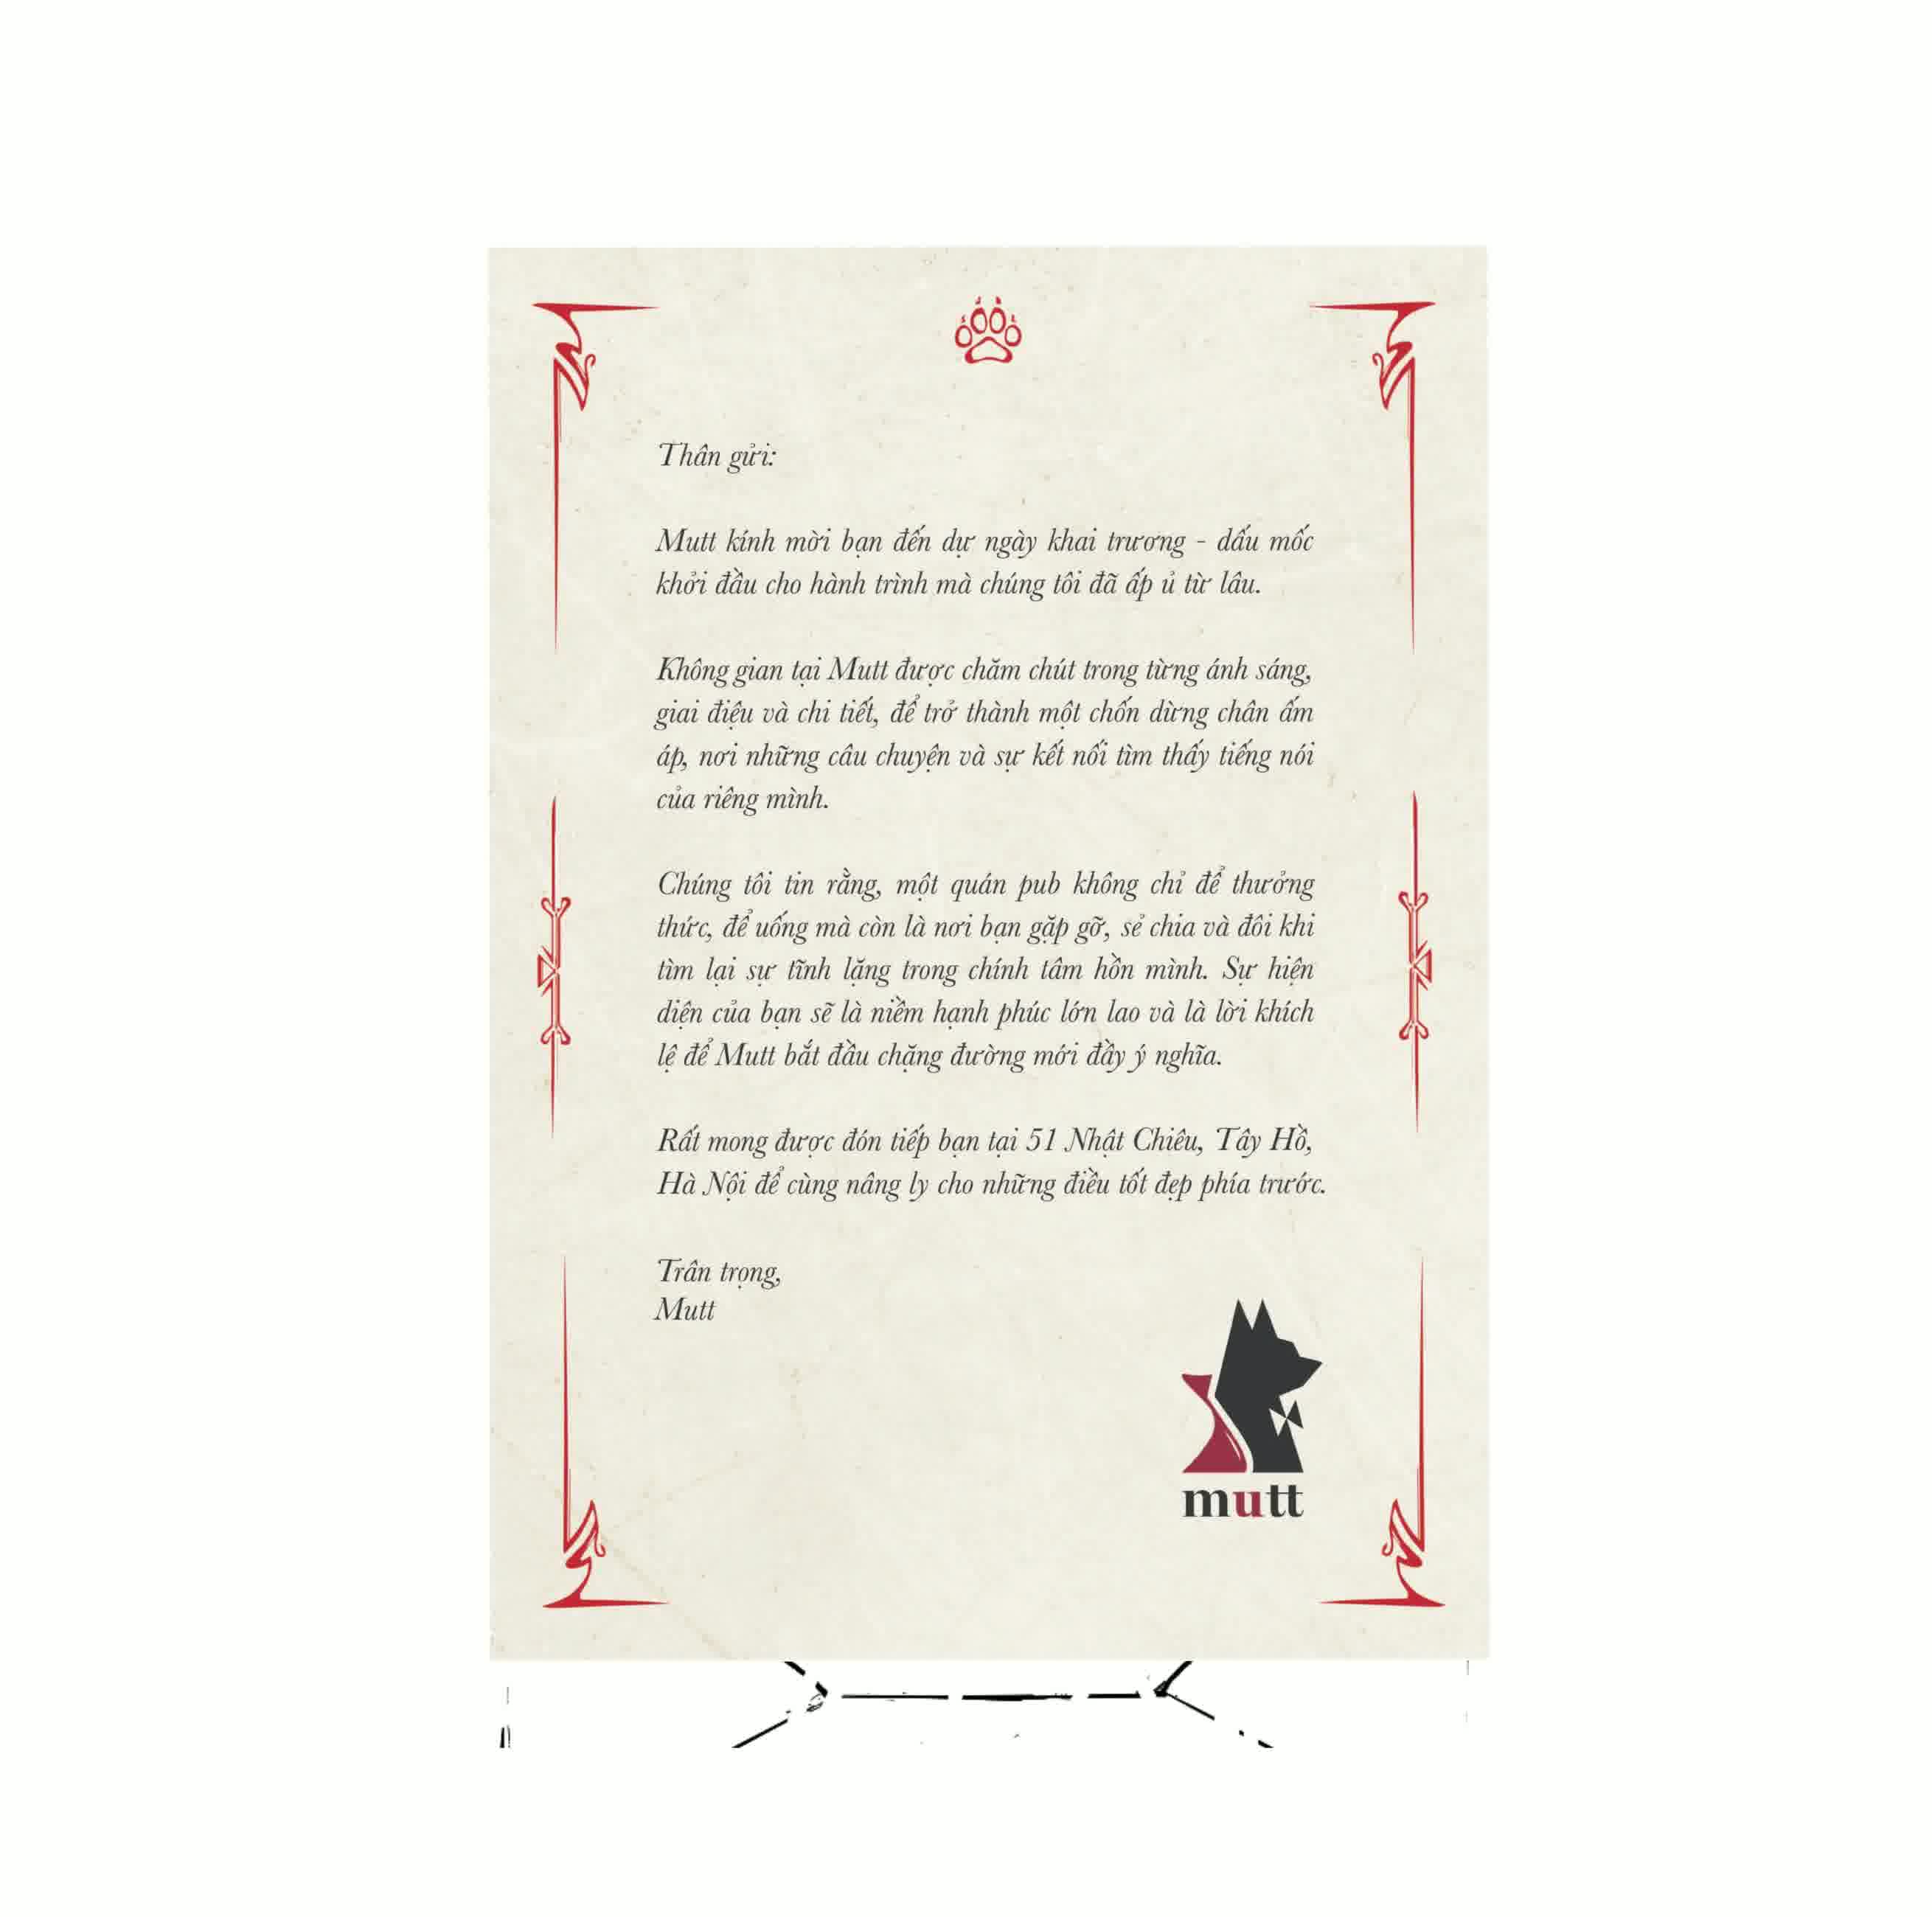 Thân gửi:
Mutt kính mời bạn đến dự ngày khai trương - dấu mốc
khởi đầu cho hành trình mà chúng tôi đã ấp ủ từ lâu.
Không gian tại Mutt được chăm chút trong từng ánh sáng,
giai điệu và chi tiết, để trở thành một chốn dừng chân ấm
áp, nơi những câu chuyện và sự kết nối tìm thấy tiếng nói
của riêng mình.
Chúng tôi tin rằng, một quán pub không chỉ để thưởng
thức, để uống mà còn là nơi bạn gặp gỡ, sẻ chia và đôi khi
tìm lại sự tĩnh lặng trong chính tâm hồn mình. Sự hiện
diện của bạn sẽ là niềm hạnh phúc lớn lao và là lời khích
lệ để Mutt bắt đầu chặng đường mới đầy ý nghĩa.
Rất mong được đón tiếp bạn tại 51 Nhật Chiêu, Tây Hồ,
Hà Nội để cùng nâng ly cho những điều tốt đẹp phía trước.
Trân trọng,
Mutt
mutt